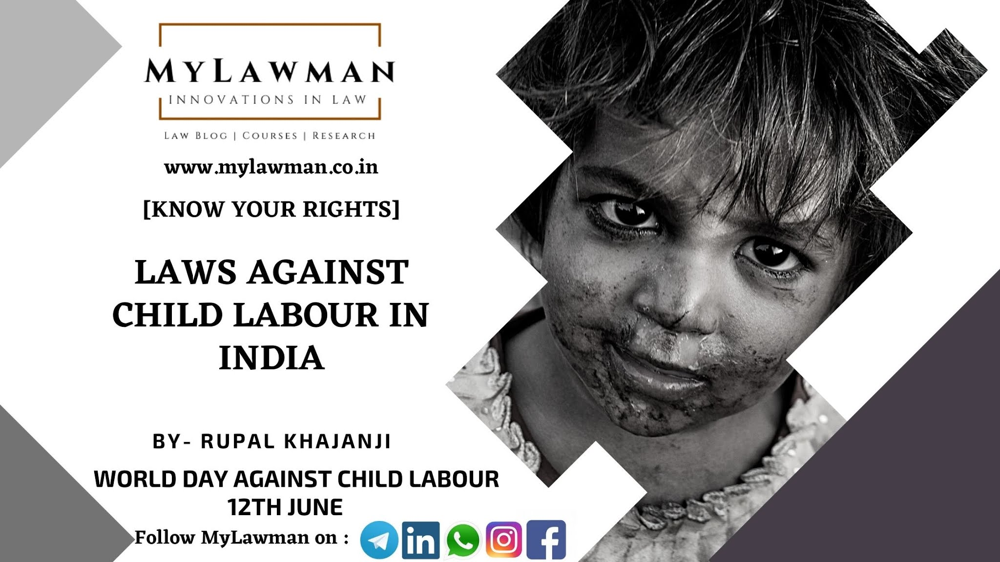 MYLAWMAN
INNOVATIONS IN LAW
LAW BLOG | COURSES | RESEARCH
www.mylawman.co.in
[KNOW YOUR RIGHTS]
LAWS AGAINST
CHILD LABOUR IN
INDIA
BY- RUPAL KHAJANJI
WORLD DAY AGAINST CHILD LABOUR
12TH JUNE
Follow MyLawman on :
in
f